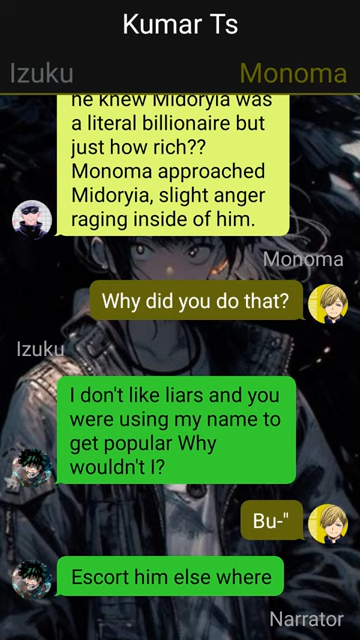 Kumar Ts
Izuku Monoma
he knew Midoryia was
a literal billionaire but
just how rich??
Monoma approached
Midoryia, slight anger
raging inside of him.
Monoma
Why did you do that?
Izuku
I don't like liars and you
were using my name to
get popular Why
wouldn't I?
Bu-"
Escort him else where
Narrator